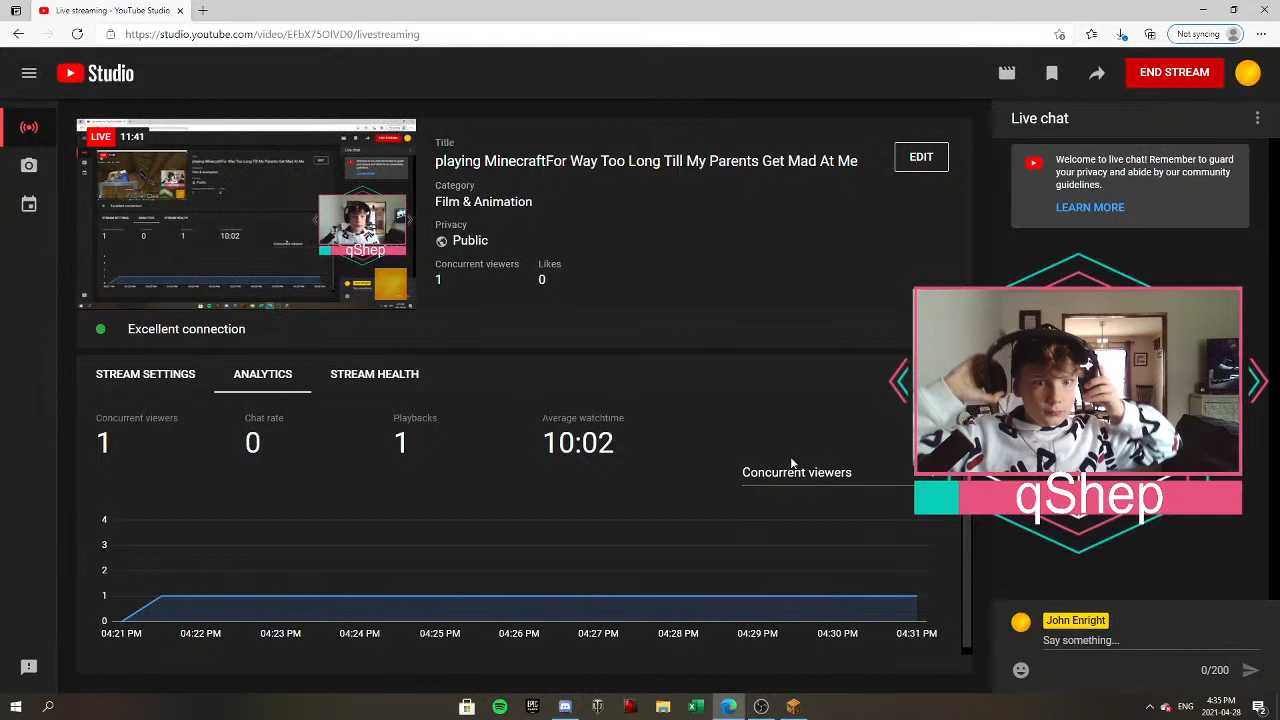 Live streaming - YouTube Studio
https://studio.youtube.com/video/EFbX75OIVD0/livestreaming
Not syncing
Studio
END STREAM
LIVE 11:41
Title
playing MinecraftFor Way Too Long Till My Parents Get Mad At Me
EDIT
Category
Film & Animation
Privacy
Public
Concurrent viewers Likes
1 0
Excellent connection
STREAM SETTINGS ANALYTICS STREAM HEALTH
Concurrent viewers Chat rate Playbacks Average watchtime
1 0 1 10:02
Concurrent viewers
4
3
2
1
0
04:21 PM 04:22 PM 04:23 PM 04:24 PM 04:25 PM 04:26 PM 04:27 PM 04:28 PM 04:29 PM 04:30 PM 04:31 PM
Live chat
Welcome to live chat! Remember to guard
your privacy and abide by our community
guidelines.
LEARN MORE
qShep
John Enright
Say something...
0/200
ENG
4:35 PM
2021-04-28